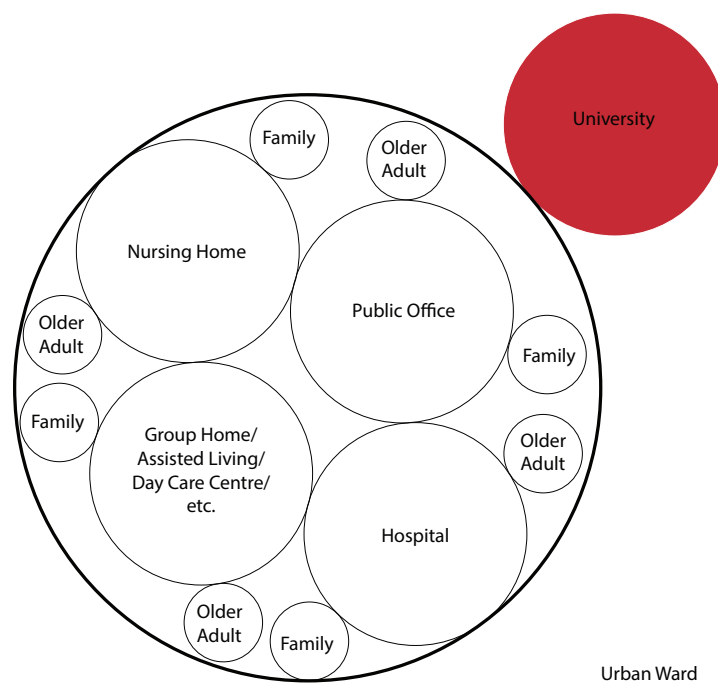 University
Family
Older
Adult
Nursing Home
Public Office
Older
Adult
Family
Family
Group Home/
Assisted Living/
Day Care Centre/
etc.
Older
Adult
Hospital
Older
Adult
Family
Urban Ward